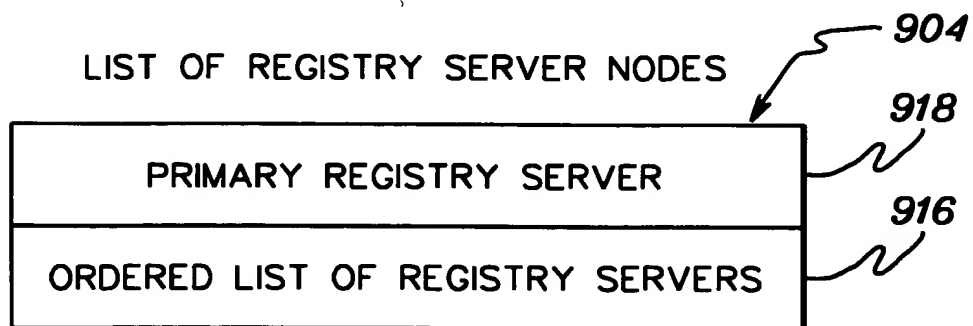 904
LIST OF REGISTRY SERVER NODES
918
PRIMARY REGISTRY SERVER
916
ORDERED LIST OF REGISTRY SERVERS